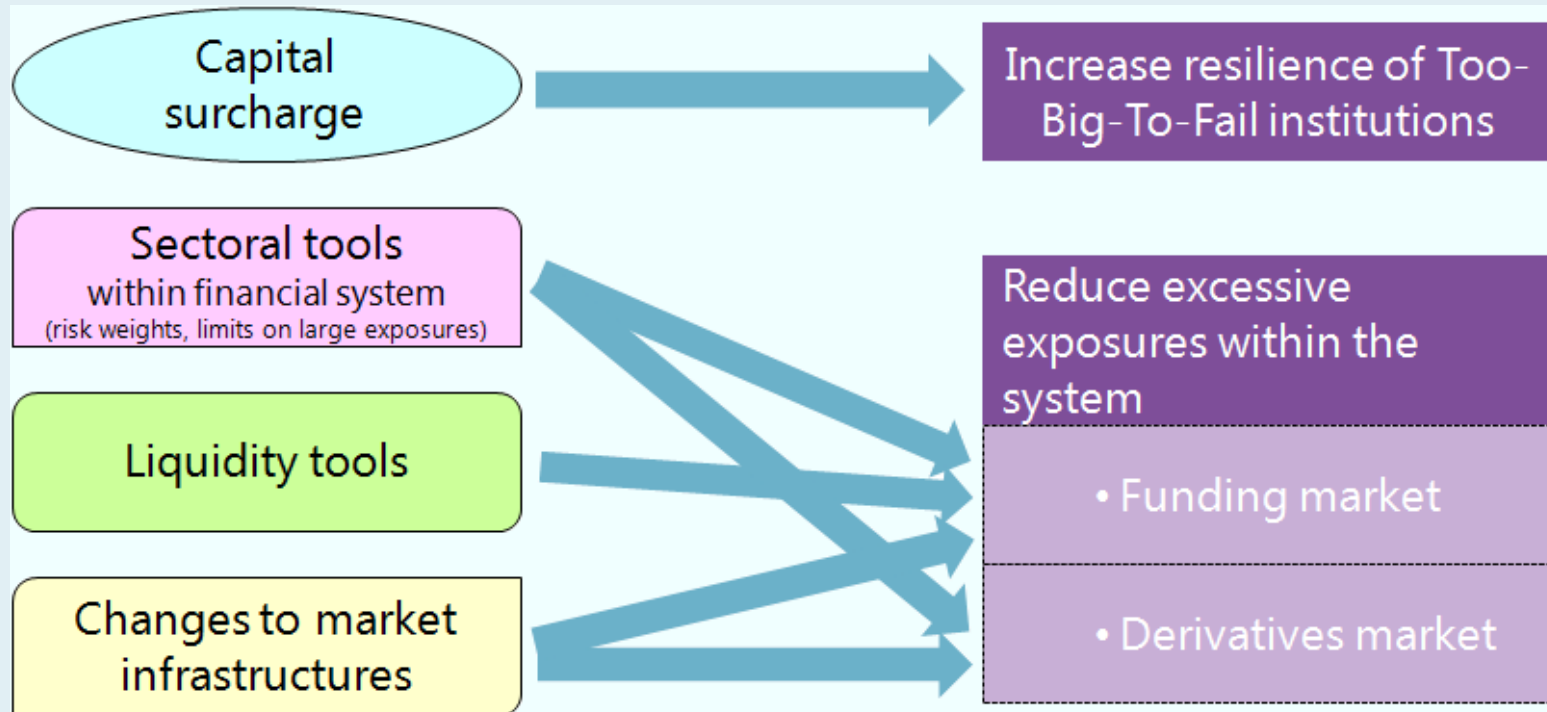 Capital
surcharge
Increase resilience of Too-
Big-To-Fail institutions
Sectoral tools
within financial system
(risk weights, limits on large exposures)
Reduce excessive
exposures within the
system
Liquidity tools
• Funding market
Changes to market
infrastructures
• Derivatives market